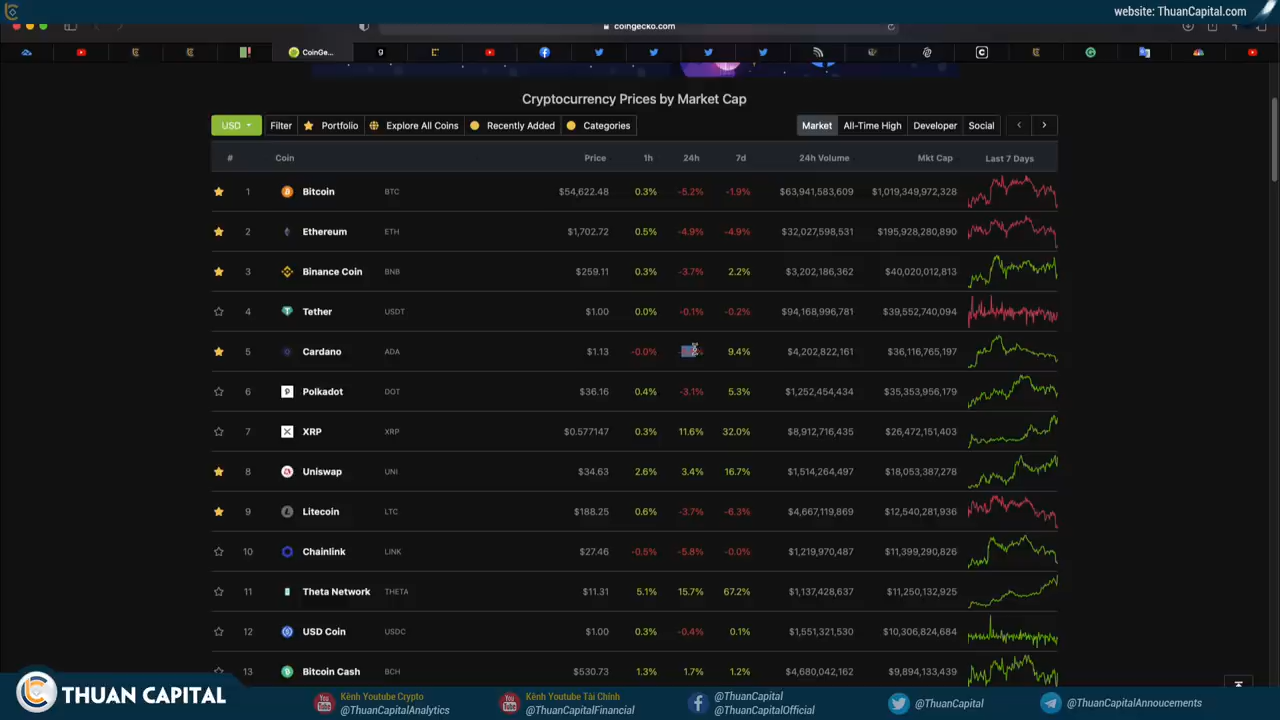 website: ThuanCapital.com
coingecko.com
CoinGe...
Cryptocurrency Prices by Market Cap
USD Filter Portfolio Explore All Coins Recently Added Categories Market All-Time High Developer Social
# Coin Price 1h 24h 7d 24h Volume Mkt Cap Last 7 Days
1 Bitcoin BTC $54,622.48 0.3% -5.2% -1.9% $63,941,583,609 $1,019,349,972,328
2 Ethereum ETH $1,702.72 0.5% -4.9% -4.9% $32,027,598,531 $195,928,280,890
3 Binance Coin BNB $259.11 0.3% -3.7% 2.2% $3,202,186,362 $40,020,012,813
4 Tether USDT $1.00 0.0% -0.1% -0.2% $94,168,996,781 $39,552,740,094
5 Cardano ADA $1.13 -0.0% 9.4% $4,202,822,161 $36,116,765,197
6 Polkadot DOT $36.16 0.4% -3.1% 5.3% $1,252,454,434 $35,353,956,179
7 XRP XRP $0.577147 0.3% 11.6% 32.0% $8,912,716,435 $26,472,151,403
8 Uniswap UNI $34.63 2.6% 3.4% 16.7% $1,514,264,497 $18,053,387,278
9 Litecoin LTC $188.25 0.6% -3.7% -6.3% $4,667,119,869 $12,540,281,936
10 Chainlink LINK $27.46 -0.5% -5.8% -0.0% $1,219,970,487 $11,399,290,826
11 Theta Network THETA $11.31 5.1% 15.7% 67.2% $1,137,428,637 $11,250,132,925
12 USD Coin USDC $1.00 0.3% -0.4% 0.1% $1,551,321,530 $10,306,824,684
13 Bitcoin Cash BCH $530.73 1.3% 1.7% 1.2% $4,680,042,162 $9,894,133,439
THUAN CAPITAL
Kênh Youtube Crypto
@ThuanCapitalAnalytics
Kênh Youtube Tài Chính
@ThuanCapitalFinancial
@ThuanCapital
@ThuanCapitalOfficial
@ThuanCapital
@ThuanCapitalAnnoucements